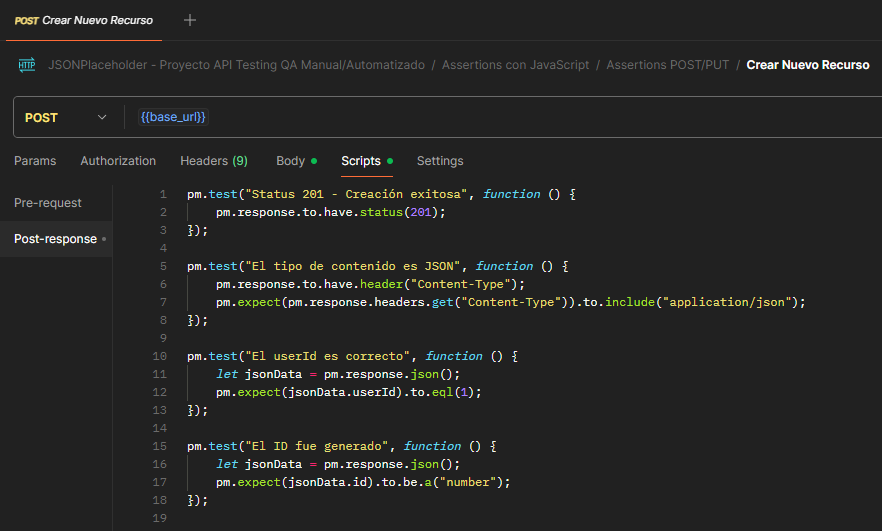 POST Crear Nuevo Recurso +
HTTP JSONPlaceholder - Proyecto API Testing QA Manual/Automatizado / Assertions con JavaScript / Assertions POST/PUT / Crear Nuevo Recurso
POST {{base_url}}
Params Authorization Headers (9) Body Scripts Settings
Pre-request
Post-response
1 pm.test("Status 201 - Creación exitosa", function () {
2     pm.response.to.have.status(201);
3 });
4
5 pm.test("El tipo de contenido es JSON", function () {
6     pm.response.to.have.header("Content-Type");
7     pm.expect(pm.response.headers.get("Content-Type")).to.include("application/json");
8 });
9
10 pm.test("El userId es correcto", function () {
11     let jsonData = pm.response.json();
12     pm.expect(jsonData.userId).to.eql(1);
13 });
14
15 pm.test("El ID fue generado", function () {
16     let jsonData = pm.response.json();
17     pm.expect(jsonData.id).to.be.a("number");
18 });
19